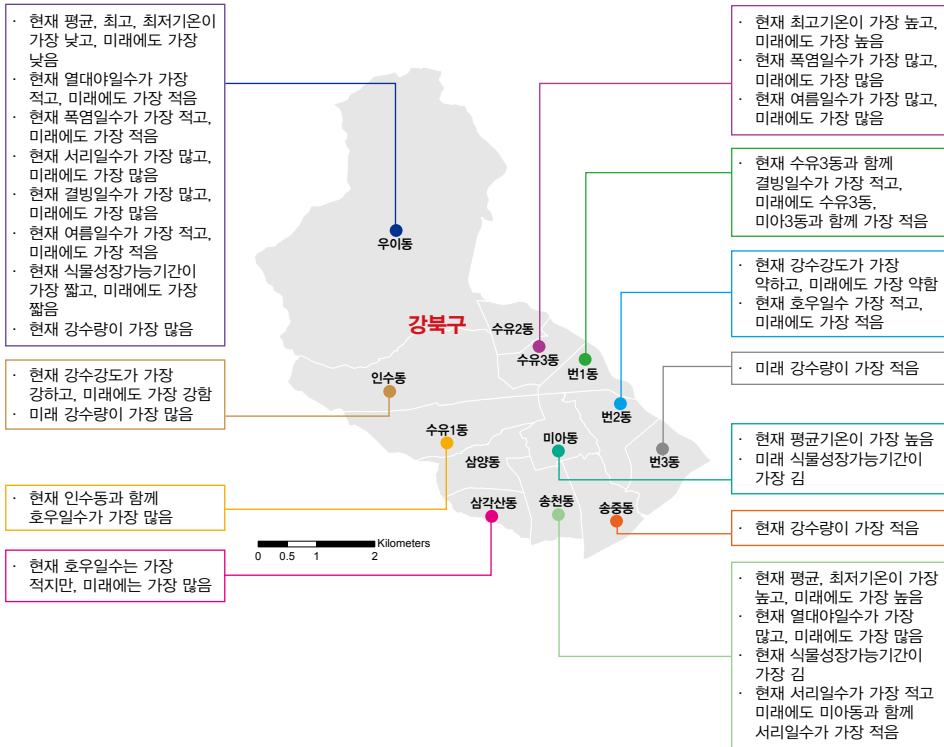 · 현재 평균, 최고, 최저기온이
가장 낮고, 미래에도 가장
낮음
· 현재 열대야일수가 가장
적고, 미래에도 가장 적음
· 현재 폭염일수가 가장 적고,
미래에도 가장 적음
· 현재 서리일수가 가장 많고,
미래에도 가장 많음
· 현재 결빙일수가 가장 많고,
미래에도 가장 많음
· 현재 여름일수가 가장 적고,
미래에도 가장 적음
· 현재 식물성장가능기간이
가장 짧고, 미래에도 가장
짧음
· 현재 강수량이 가장 많음
· 현재 강수강도가 가장
강하고, 미래에도 가장 강함
· 미래 강수량이 가장 많음
· 현재 인수동과 함께
호우일수가 가장 많음
· 현재 호우일수는 가장
적지만, 미래에는 가장 많음
우이동
강북구
수유2동
수유3동
번1동
인수동
번2동
수유1동
미아동
삼양동
번3동
삼각산동
송천동
송중동
Kilometers
0 0.5 1 2
· 현재 최고기온이 가장 높고,
미래에도 가장 높음
· 현재 폭염일수가 가장 많고,
미래에도 가장 많음
· 현재 여름일수가 가장 많고,
미래에도 가장 많음
· 현재 수유3동과 함께
결빙일수가 가장 적고,
미래에도 수유3동,
미아3동과 함께 가장 적음
· 현재 강수강도가 가장
약하고, 미래에도 가장 약함
· 현재 호우일수 가장 적고,
미래에도 가장 적음
· 미래 강수량이 가장 적음
· 현재 평균기온이 가장 높음
· 미래 식물성장가능기간이
가장 김
· 현재 강수량이 가장 적음
· 현재 평균, 최저기온이 가장
높고, 미래에도 가장 높음
· 현재 열대야일수가 가장
많고, 미래에도 가장 많음
· 현재 식물성장가능기간이
가장 김
· 현재 서리일수가 가장 적고
미래에도 미아동과 함께
서리일수가 가장 적음